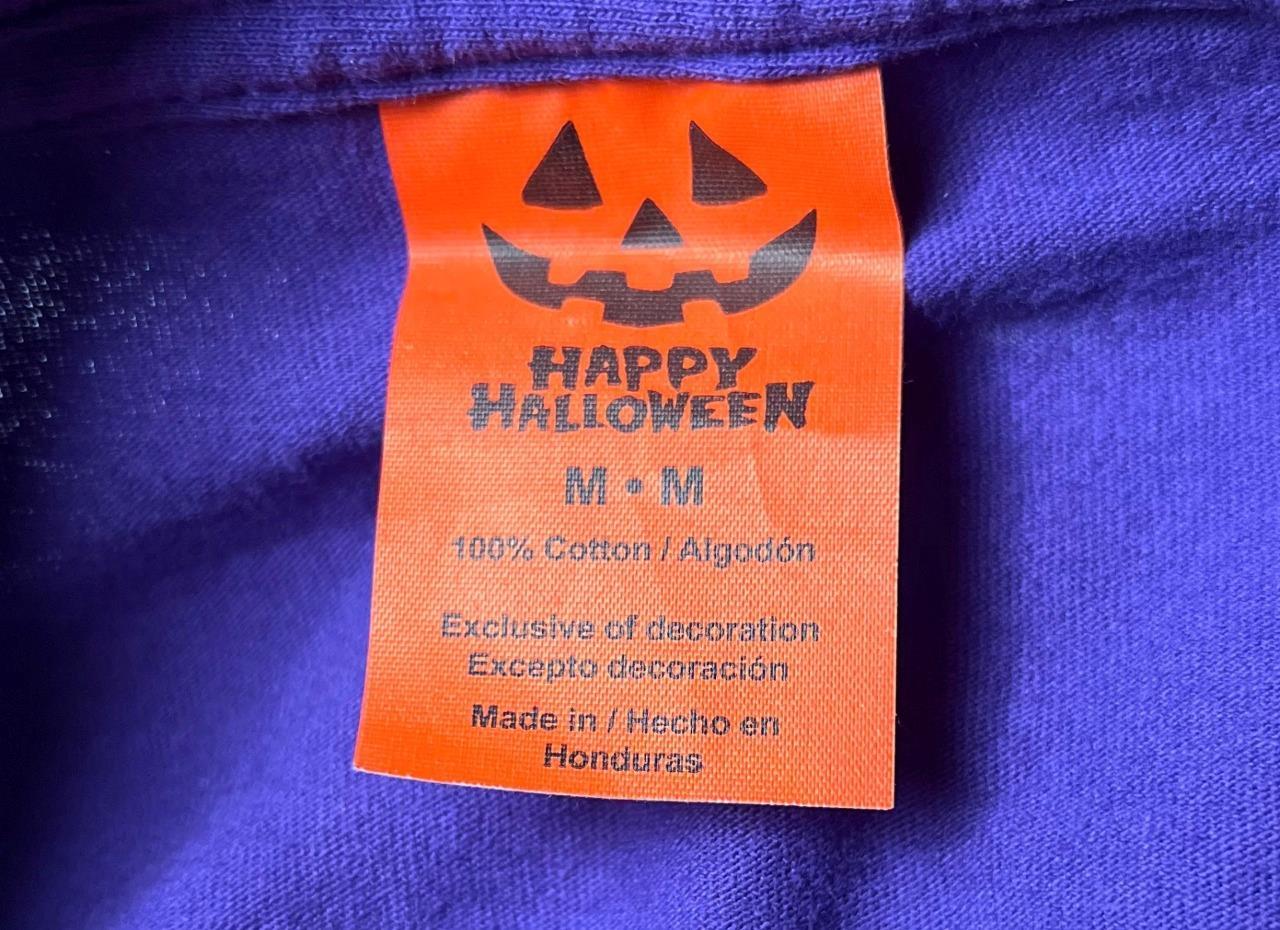 HAPPY
HALLOWEEN
M • M
100% Cotton / Algodón
Exclusive of decoration
Excepto decoración
Made in / Hecho en
Honduras